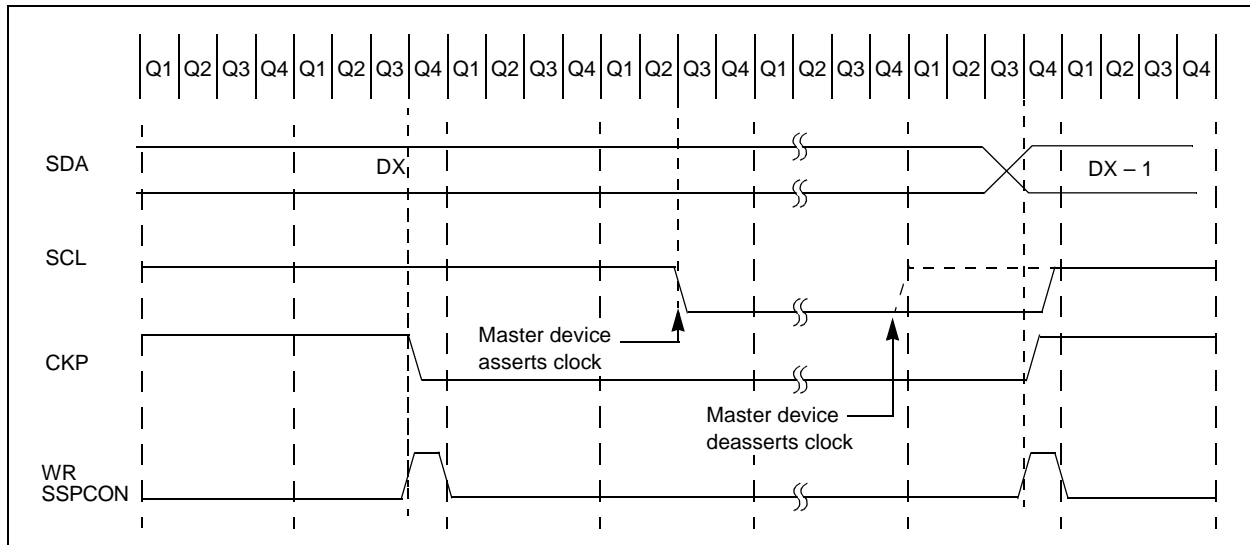 Q1 Q2 Q3 Q4 Q1 Q2 Q3 Q4 Q1 Q2 Q3 Q4 Q1 Q2 Q3 Q4 Q1 Q2 Q3 Q4 Q1 Q2 Q3 Q4 Q1 Q2 Q3 Q4
SDA
DX
DX – 1
SCL
Master device
asserts clock
CKP
Master device
deasserts clock
WR
SSPCON